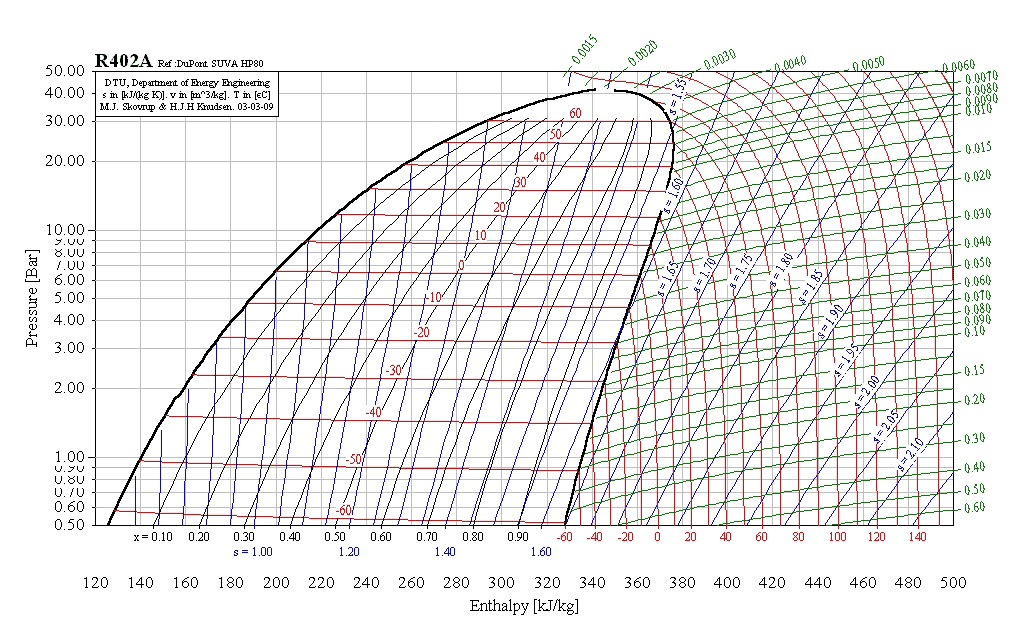 R402A Ref :DuPont SUVA HP80
DTU, Department of Energy Engineering
s in [kJ/(kg K)]. v in [m^3/kg]. T in [єC]
M.J. Skovrup & H.J.H Knudsen. 03-03-09
0.0015 0.0020 0.0030 0.0040 0.0050 0.0060
0.0070
0.0080
0.0090
0.010
0.015
0.020
0.030
0.040
0.050
0.060
0.070
0.080
0.090
0.10
0.15
0.20
0.30
0.40
0.50
0.60
50.00
40.00
30.00
20.00
10.00
9.00
8.00
7.00
6.00
5.00
4.00
3.00
2.00
1.00
0.90
0.80
0.70
0.60
0.50
Pressure [Bar]
60
50
40
30
20
10
0
-10
-20
-30
-40
-50
-60
s = 1.55
s = 1.60
s = 1.65
s = 1.70
s = 1.75
s = 1.80
s = 1.85
s = 1.90
s = 1.95
s = 2.00
s = 2.05
s = 2.10
x = 0.10 0.20 0.30 0.40 0.50 0.60 0.70 0.80 0.90 -60 -40 -20 0 20 40 60 80 100 120 140
s = 1.00 1.20 1.40 1.60
120 140 160 180 200 220 240 260 280 300 320 340 360 380 400 420 440 460 480 500
Enthalpy [kJ/kg]